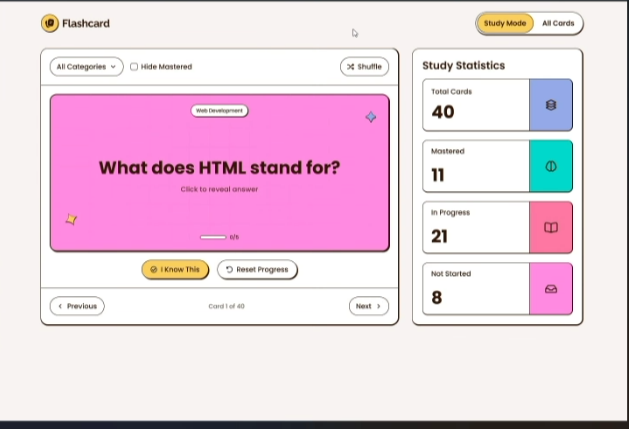 Flashcard
Study Mode
All Cards
All Categories
Hide Mastered
Shuffle
Web Development
What does HTML stand for?
Click to reveal answer
0/5
I Know This
Reset Progress
Previous
Card 1 of 40
Next
Study Statistics
Total Cards
40
Mastered
11
In Progress
21
Not Started
8